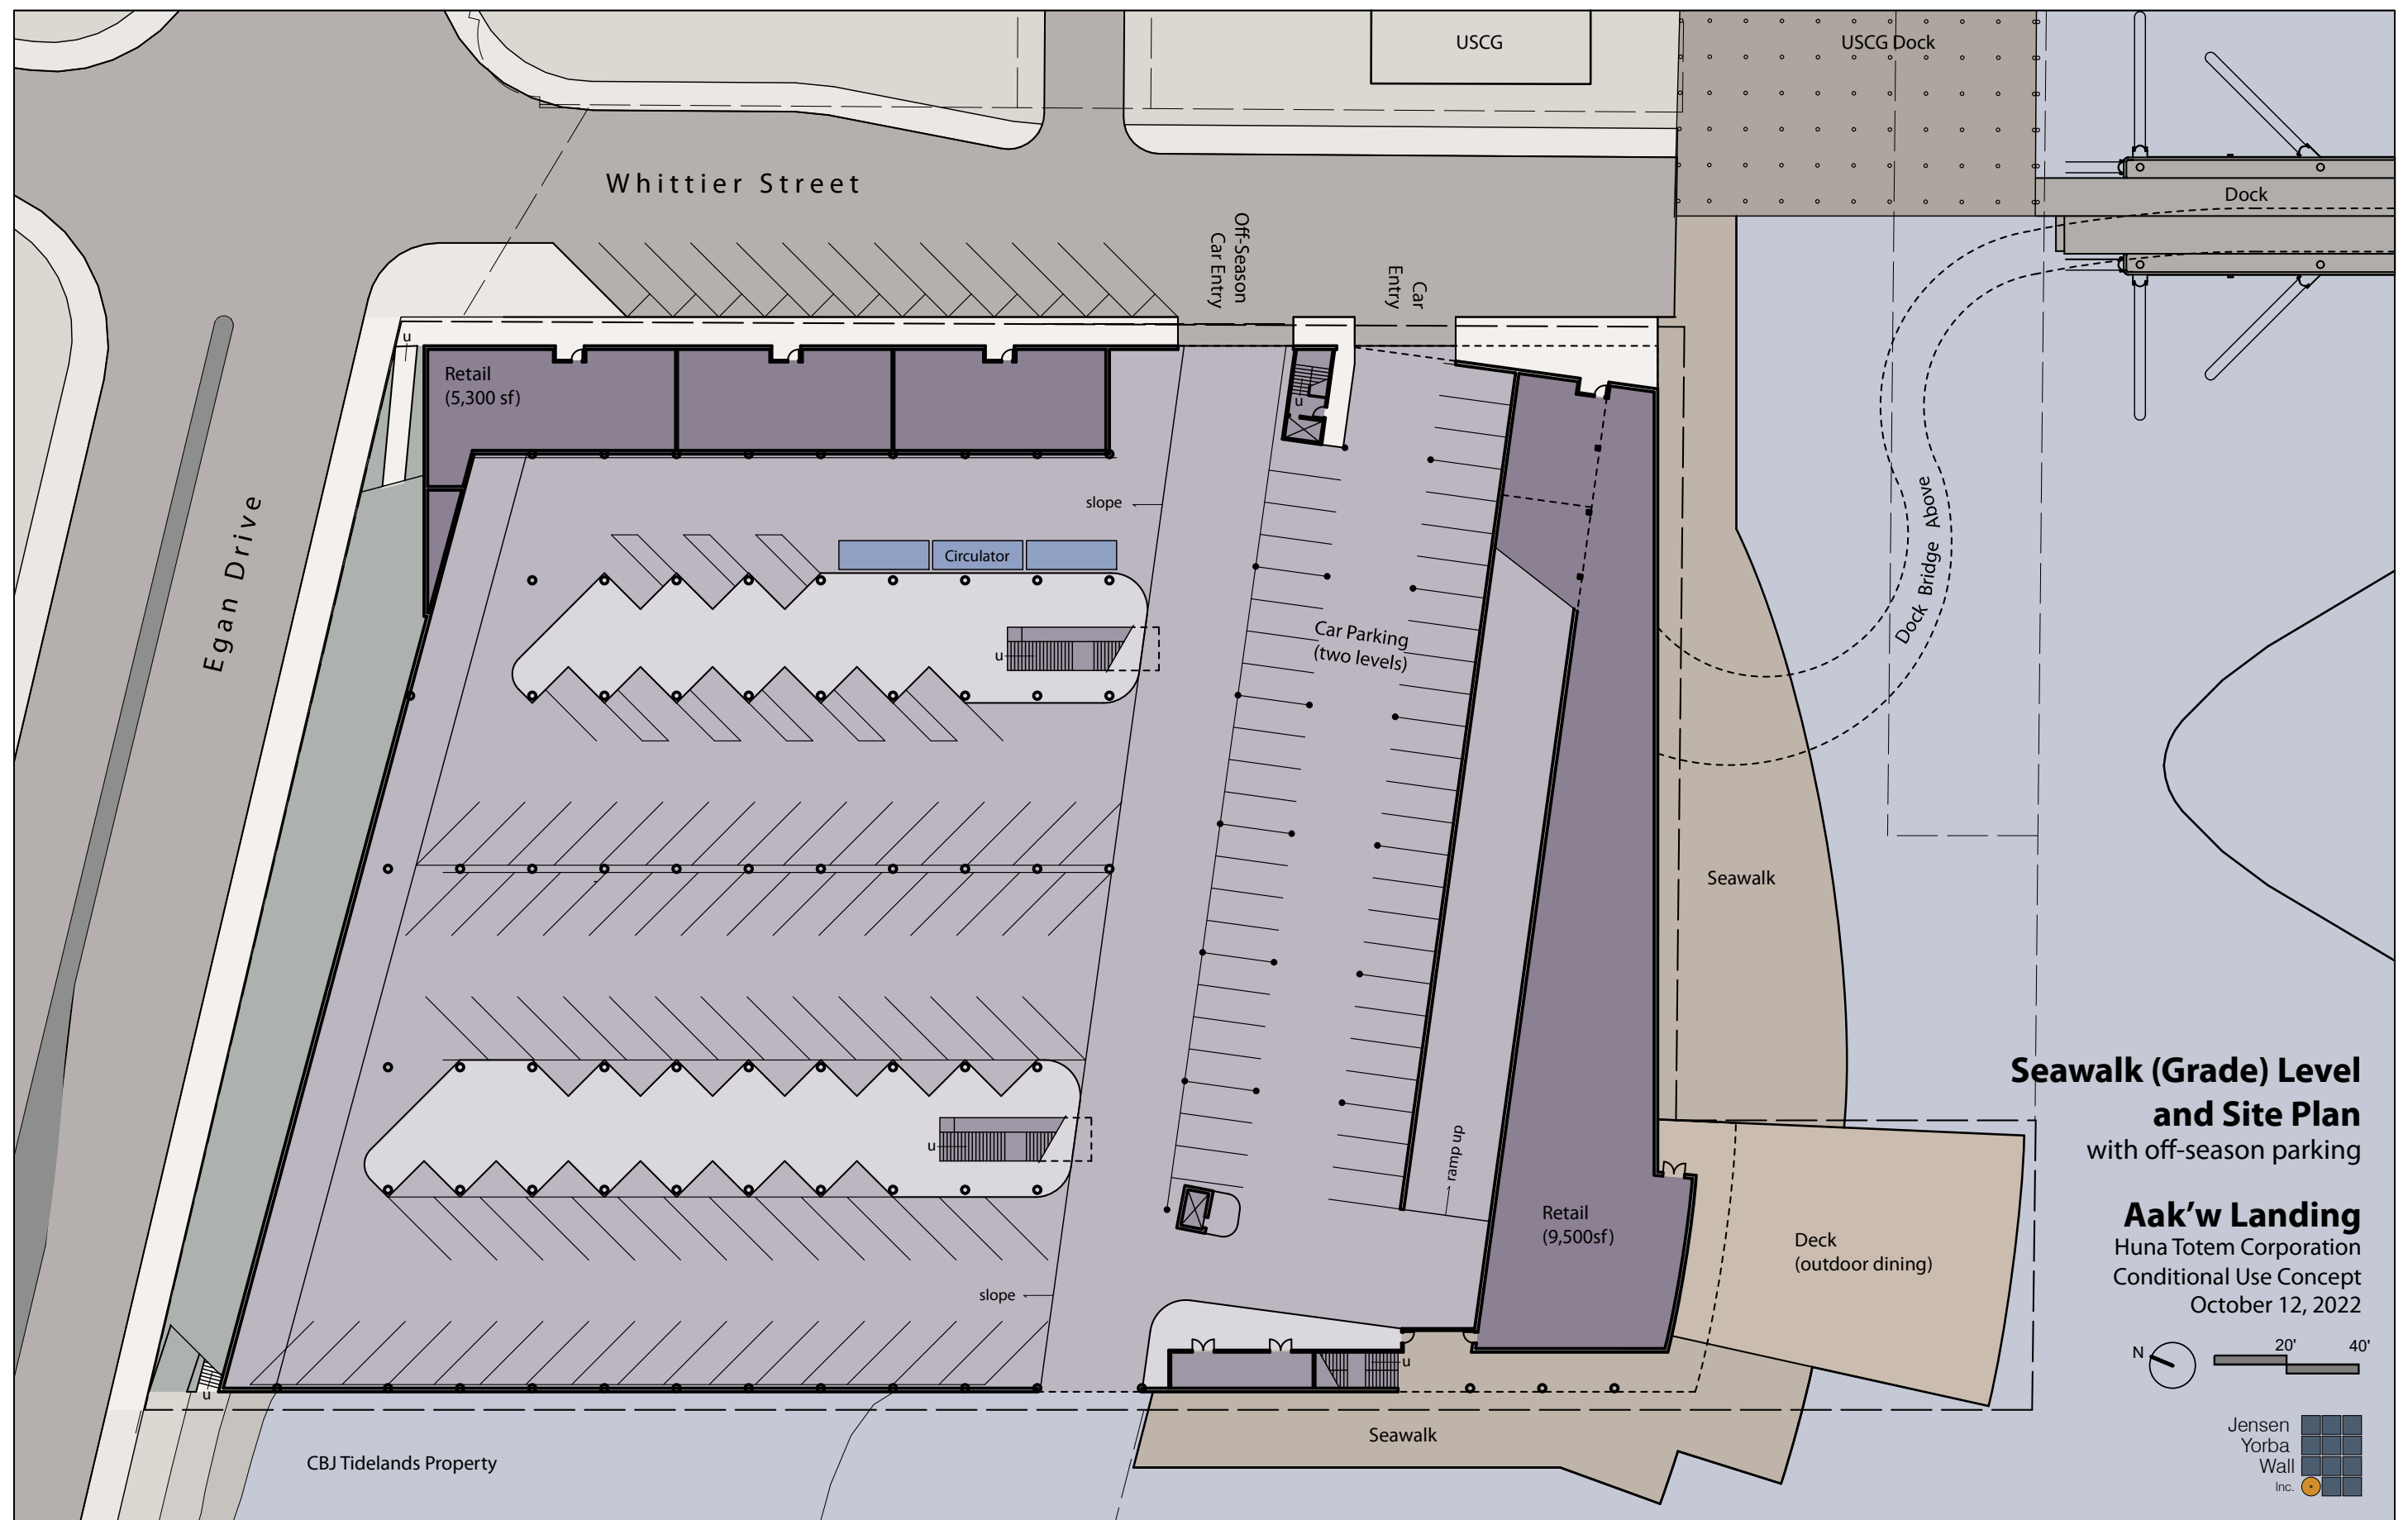 USCG
USCG Dock
Whittier Street
Dock
Off-Season
Car Entry
Car
Entry
u
Retail
(5,300 sf)
u
slope
Egan Drive
Circulator
Dock Bridge Above
u
Car Parking
(two levels)
Seawalk
Seawalk (Grade) Level
and Site Plan
with off-season parking
u
ramp up
Aak’w Landing
Huna Totem Corporation
Conditional Use Concept
October 12, 2022
Retail
(9,500sf)
Deck
(outdoor dining)
slope
N
20'
40'
u
u
Seawalk
CBJ Tidelands Property
Jensen
Yorba
Wall
Inc.